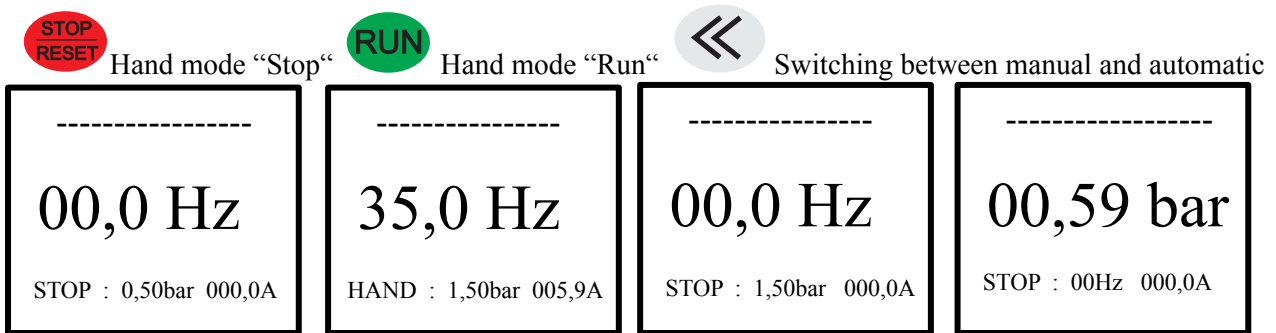 STOP
RESET
Hand mode “Stop“
RUN
Hand mode “Run“
Switching between manual and automatic
-----------------
00,0 Hz
STOP : 0,50bar 000,0A
----------------
35,0 Hz
HAND : 1,50bar 005,9A
----------------
00,0 Hz
STOP : 1,50bar 000,0A
------------------
00,59 bar
STOP : 00Hz 000,0A